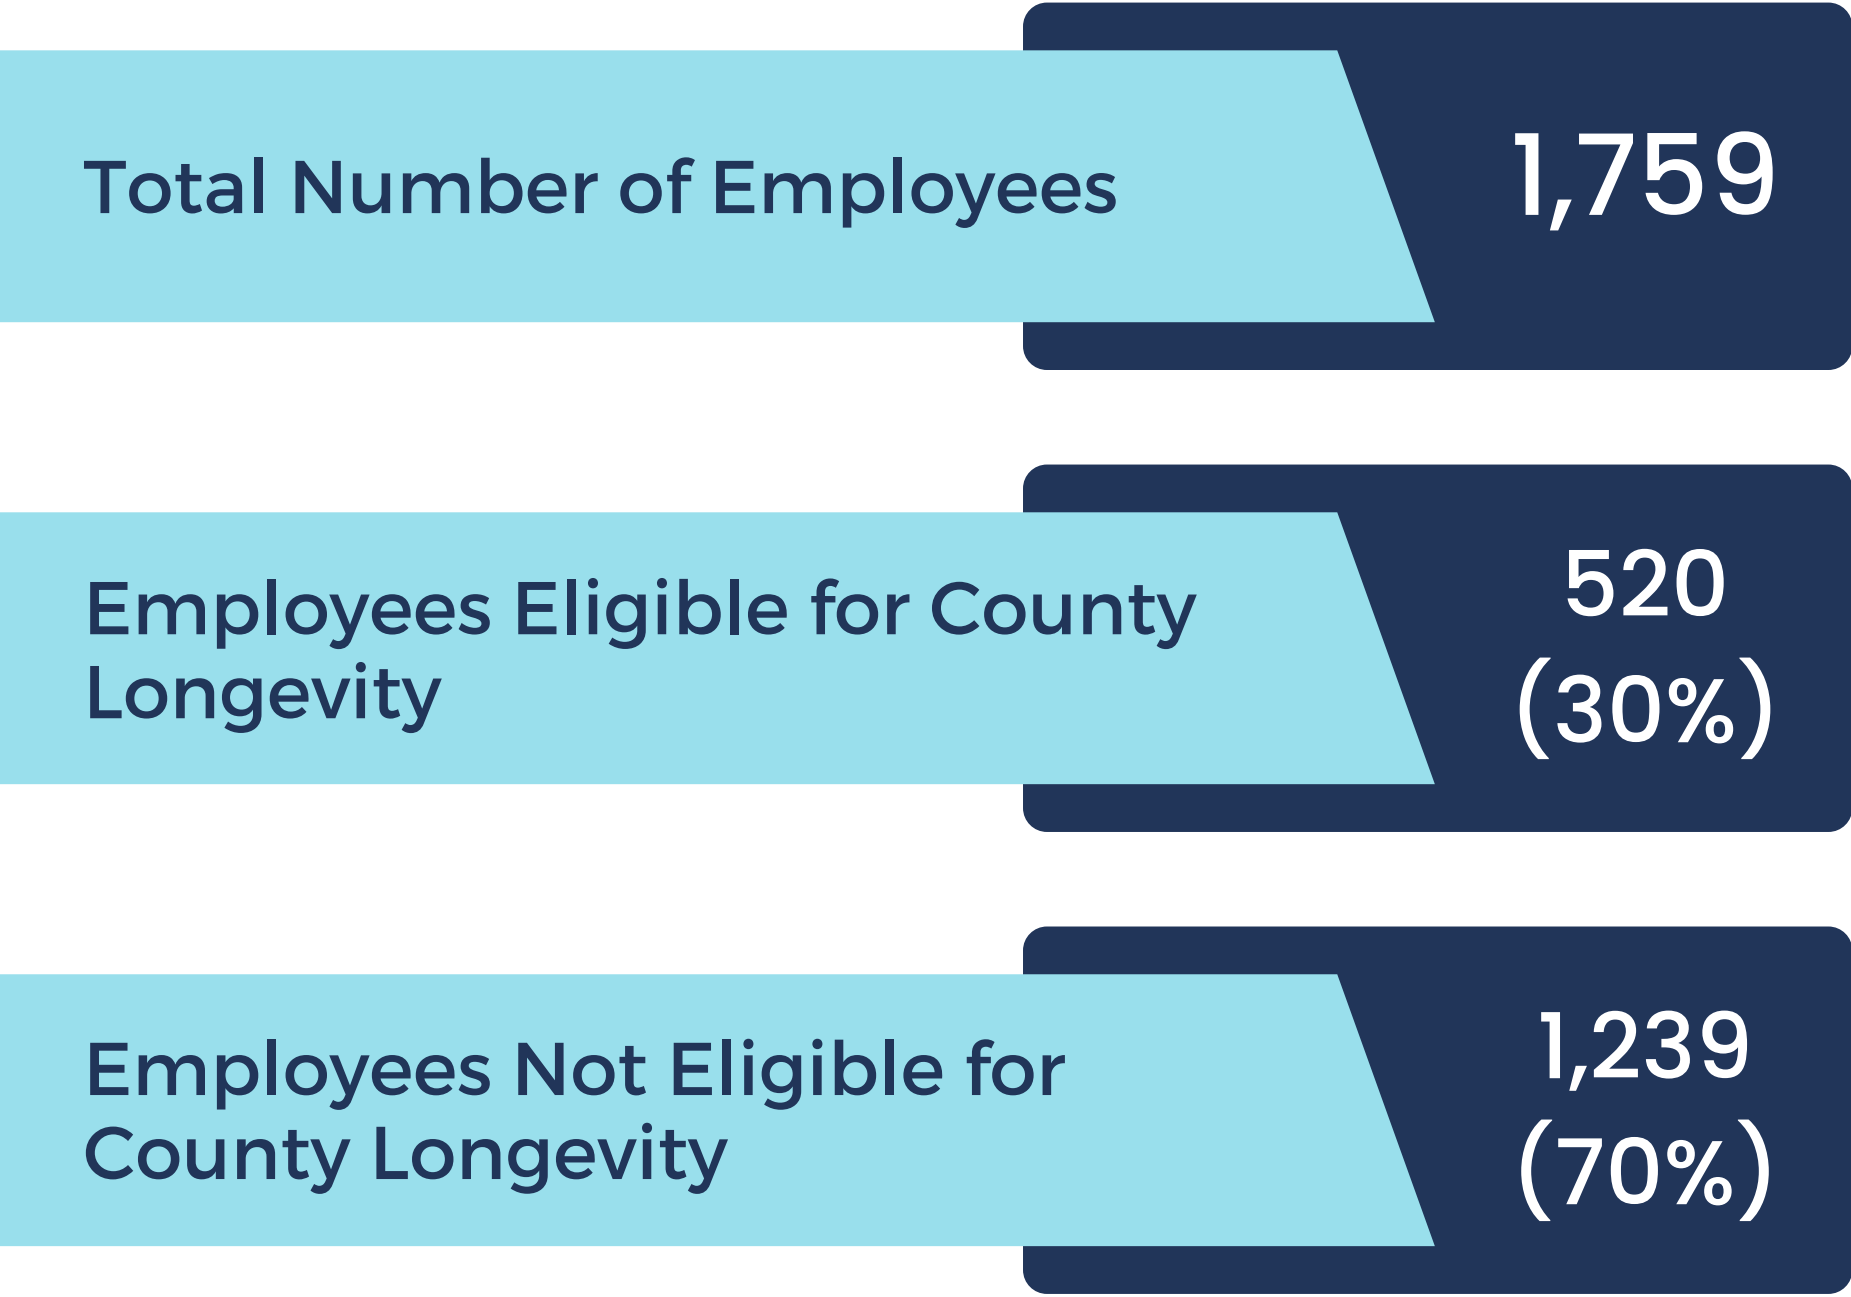 Total Number of Employees
1,759
Employees Eligible for County
Longevity
520
(30%)
Employees Not Eligible for
County Longevity
1,239
(70%)